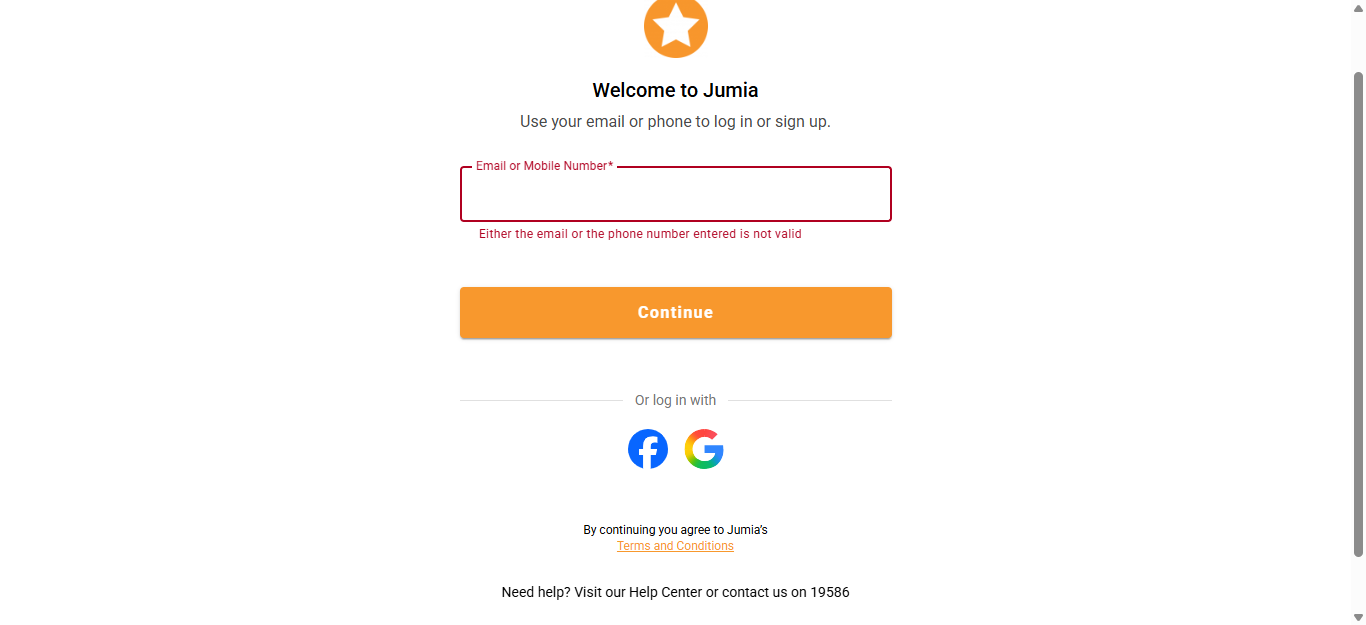 Welcome to Jumia
Use your email or phone to log in or sign up.
Email or Mobile Number*
Either the email or the phone number entered is not valid
Continue
Or log in with
By continuing you agree to Jumia’s
Terms and Conditions
Need help? Visit our Help Center or contact us on 19586